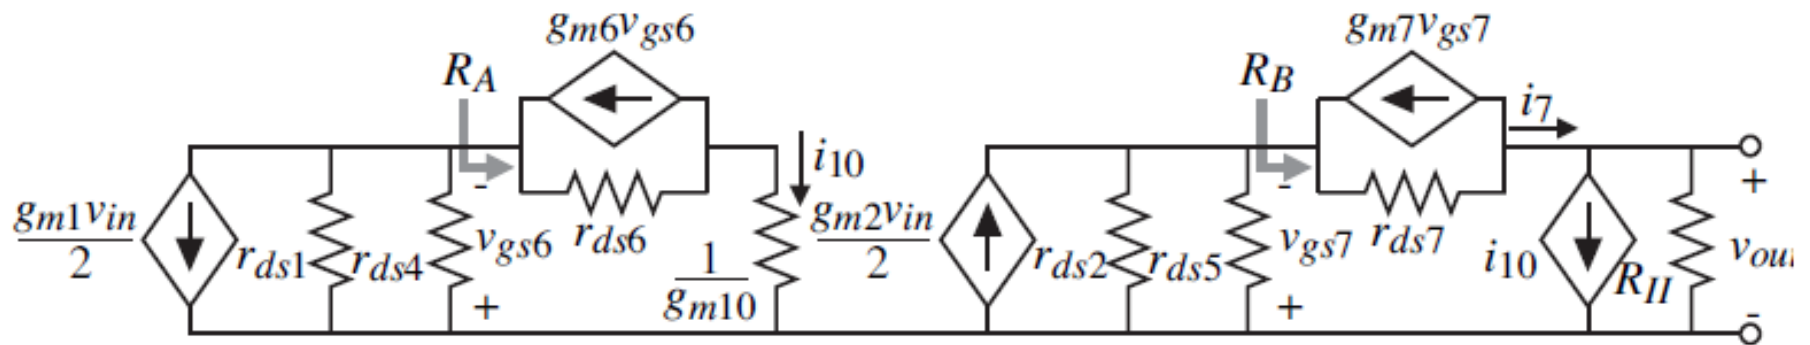 gm6vgs6
gm7vgs7
RA
RB
i7
i10
gm1vin
2
rds1
rds4
-
vgs6
+
rds6
1
gm10
gm2vin
2
rds2
rds5
-
vgs7
+
rds7
i10
RII
+
vout
-